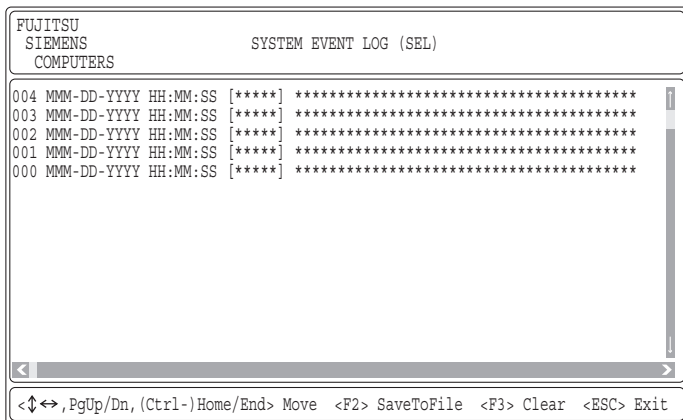 FUJITSU
SIEMENS SYSTEM EVENT LOG (SEL)
COMPUTERS
004 MMM-DD-YYYY HH:MM:SS [*****] ****************************************
003 MMM-DD-YYYY HH:MM:SS [*****] ****************************************
002 MMM-DD-YYYY HH:MM:SS [*****] ****************************************
001 MMM-DD-YYYY HH:MM:SS [*****] ****************************************
000 MMM-DD-YYYY HH:MM:SS [*****] ****************************************
<↕↔,PgUp/Dn,(Ctrl-)Home/End> Move <F2> SaveToFile <F3> Clear <ESC> Exit